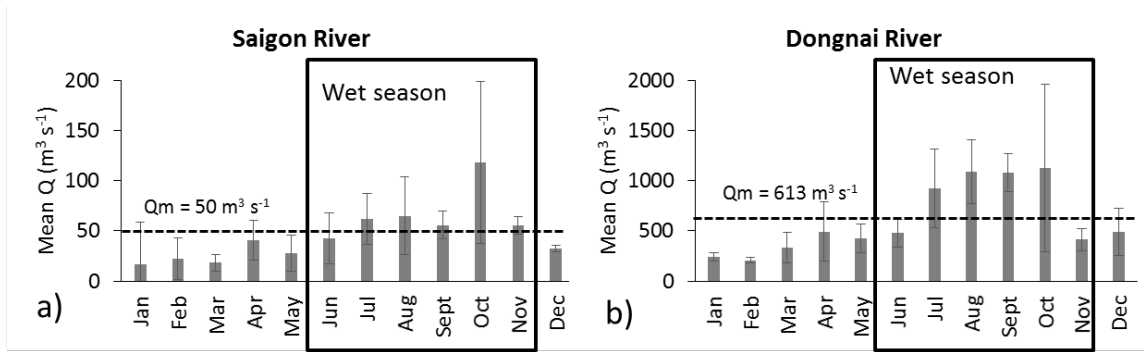 Saigon River
Mean Q (m³ s⁻¹)
200
150
100
50
0
Wet season
Qm = 50 m³ s⁻¹
Jan
Feb
Mar
Apr
May
Jun
Jul
Aug
Sept
Oct
Nov
Dec
a)
Dongnai River
Mean Q (m³ s⁻¹)
2000
1500
1000
500
0
Wet season
Qm = 613 m³ s⁻¹
Jan
Feb
Mar
Apr
May
Jun
Jul
Aug
Sept
Oct
Nov
Dec
b)